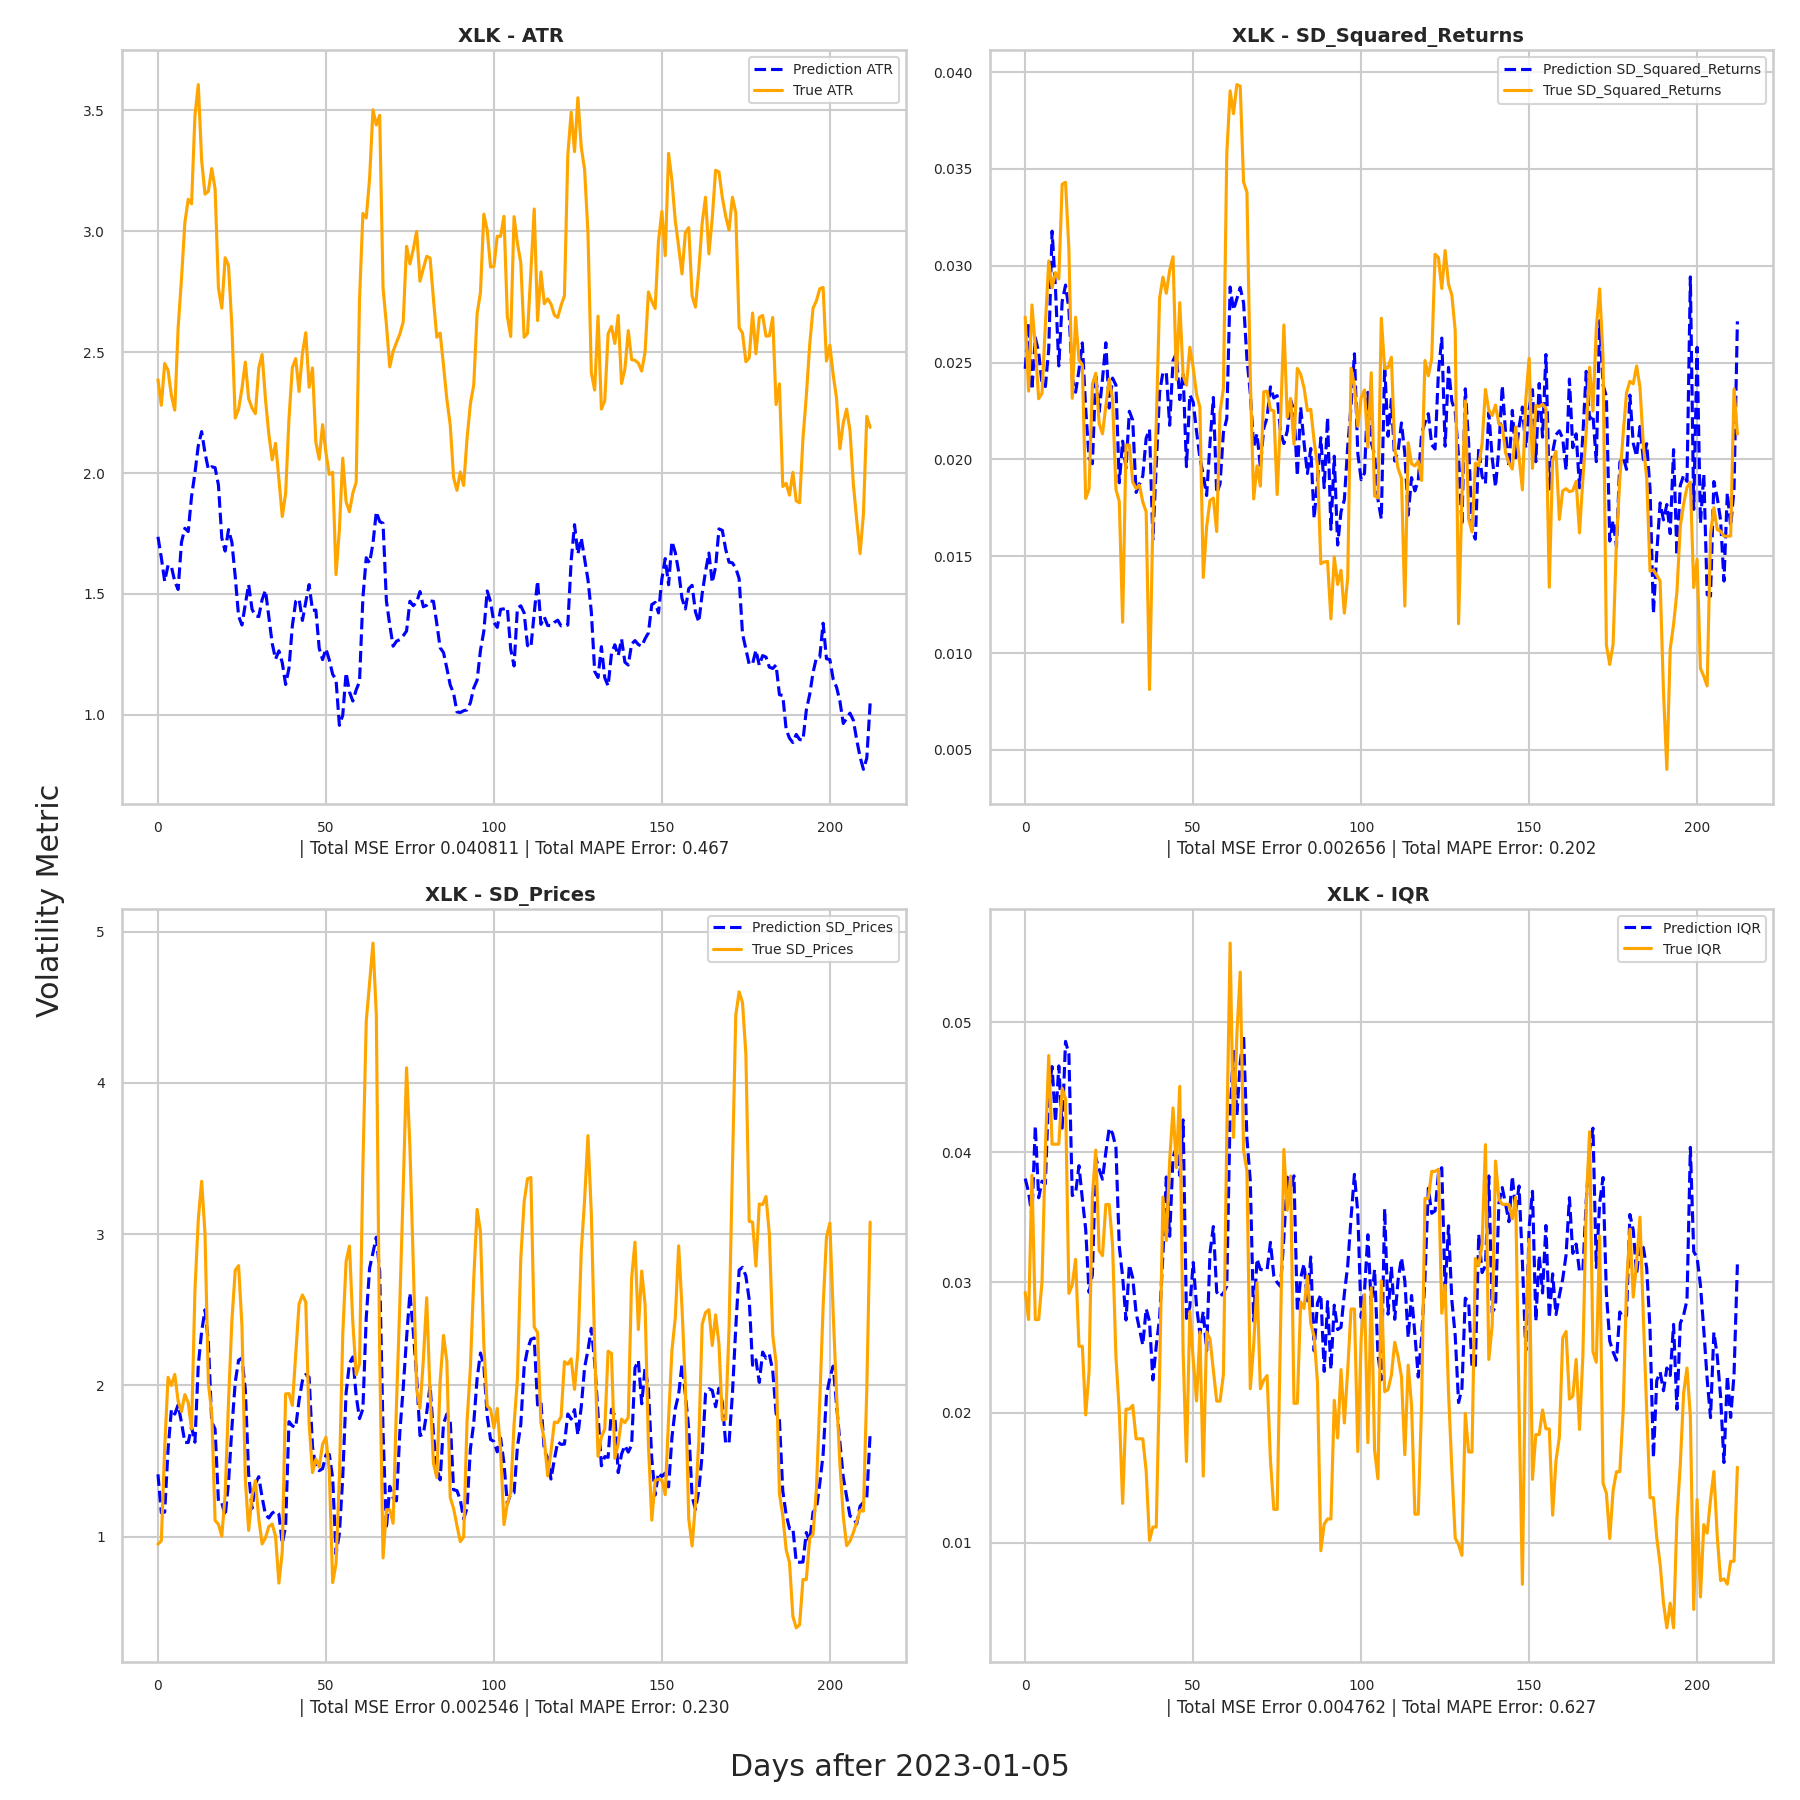 XLK - ATR
Prediction ATR
True ATR
3.5
3.0
2.5
2.0
1.5
1.0
0
50
100
150
200
| Total MSE Error 0.040811 | Total MAPE Error: 0.467
XLK - SD_Squared_Returns
Prediction SD_Squared_Returns
True SD_Squared_Returns
0.040
0.035
0.030
0.025
0.020
0.015
0.010
0.005
0
50
100
150
200
| Total MSE Error 0.002656 | Total MAPE Error: 0.202
Volatility Metric
XLK - SD_Prices
Prediction SD_Prices
True SD_Prices
5
4
3
2
1
0
50
100
150
200
| Total MSE Error 0.002546 | Total MAPE Error: 0.230
XLK - IQR
Prediction IQR
True IQR
0.05
0.04
0.03
0.02
0.01
0
50
100
150
200
| Total MSE Error 0.004762 | Total MAPE Error: 0.627
Days after 2023-01-05